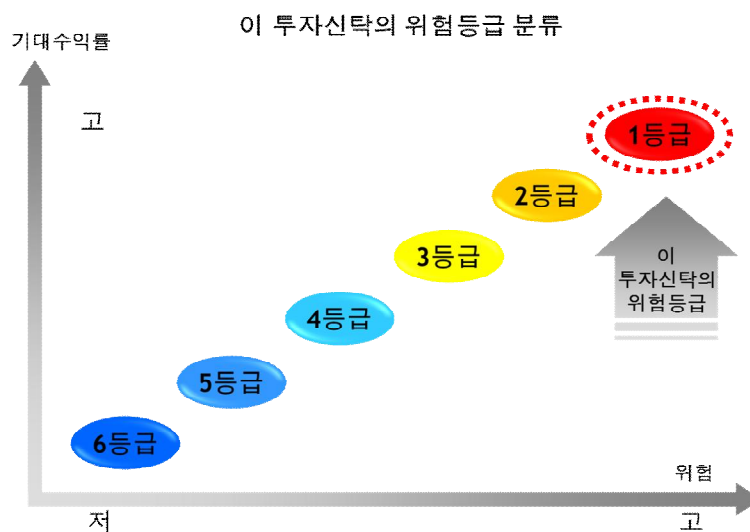 이 투자신탁의 위험등급 분류
기대수익률
고
1등급
2등급
3등급
이
투자신탁의
위험등급
4등급
5등급
6등급
위험
저
고